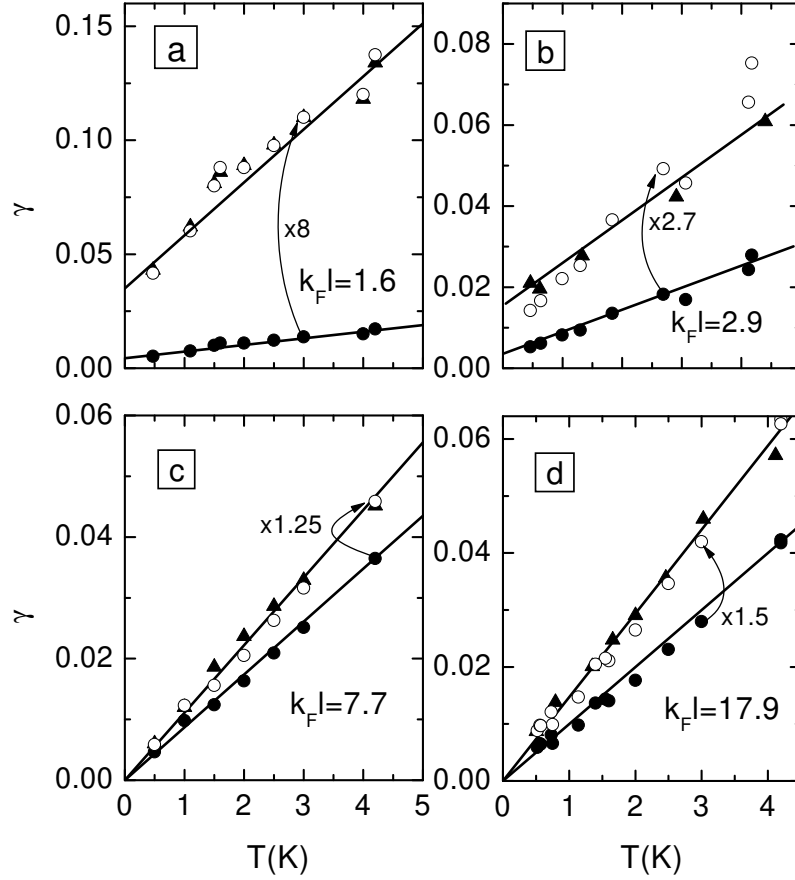 a
b
0.15
0.10
0.05
0.00
γ
x8
k_Fl=1.6
0.08
0.06
0.04
0.02
0.00
x2.7
k_Fl=2.9
c
d
0.06
0.04
0.02
0.00
γ
x1.25
k_Fl=7.7
0 1 2 3 4 5
T(K)
0.06
0.04
0.02
0.00
x1.5
k_Fl=17.9
0 1 2 3 4
T(K)